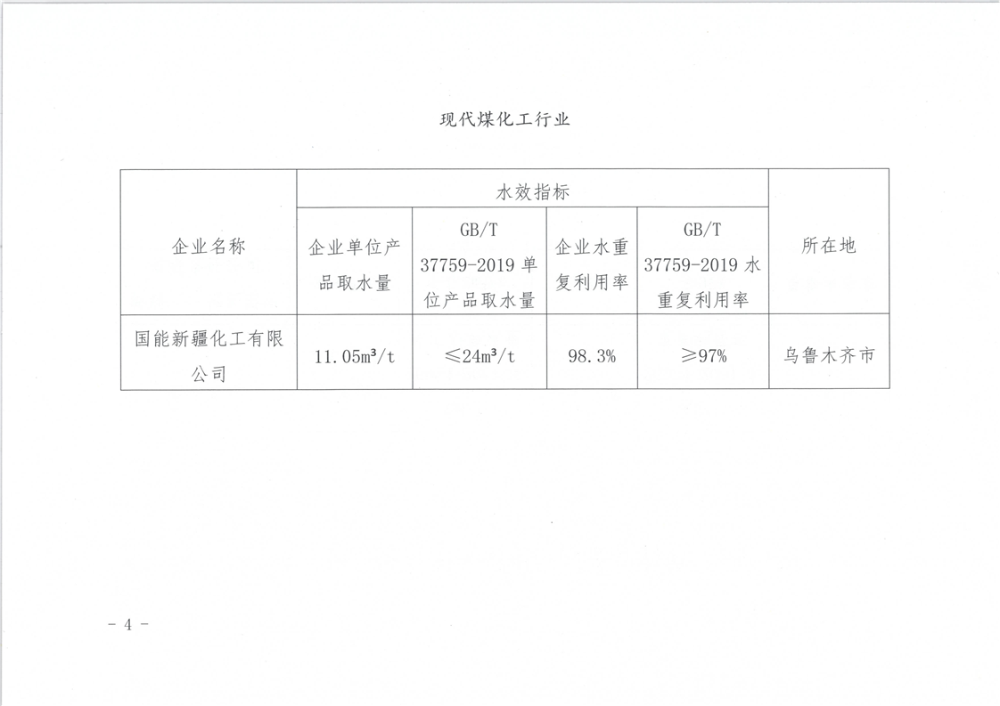 现代煤化工行业
企业名称
水效指标
所在地
企业单位产
品取水量
GB/T
37759-2019 单
位产品取水量
企业水重
复利用率
GB/T
37759-2019 水
重复利用率
国能新疆化工有限
公司
11.05m³/t
≤24m³/t
98.3%
≥97%
乌鲁木齐市
- 4 -